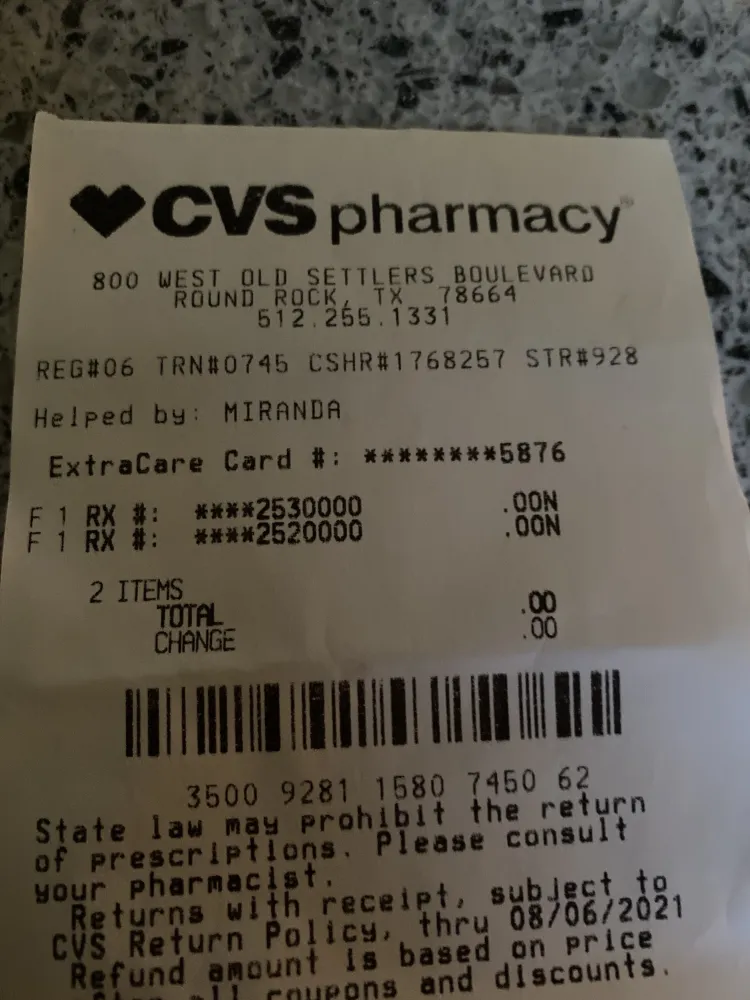 CVS pharmacy®
800 WEST OLD SETTLERS BOULEVARD
ROUND ROCK, TX 78664
512.255.1331
REG#06 TRN#0745 CSHR#1768257 STR#928
Helped by: MIRANDA
ExtraCare Card #: ********5876
F 1 RX #: ****2530000 .00N
F 1 RX #: ****2520000 .00N
2 ITEMS
TOTAL .00
CHANGE .00
3500 9281 1580 7450 62
State law may prohibit the return
of prescriptions. Please consult
your pharmacist.
Returns with receipt, subject to
CVS Return Policy, thru 08/06/2021
Refund amount is based on price
all coupons and discounts.